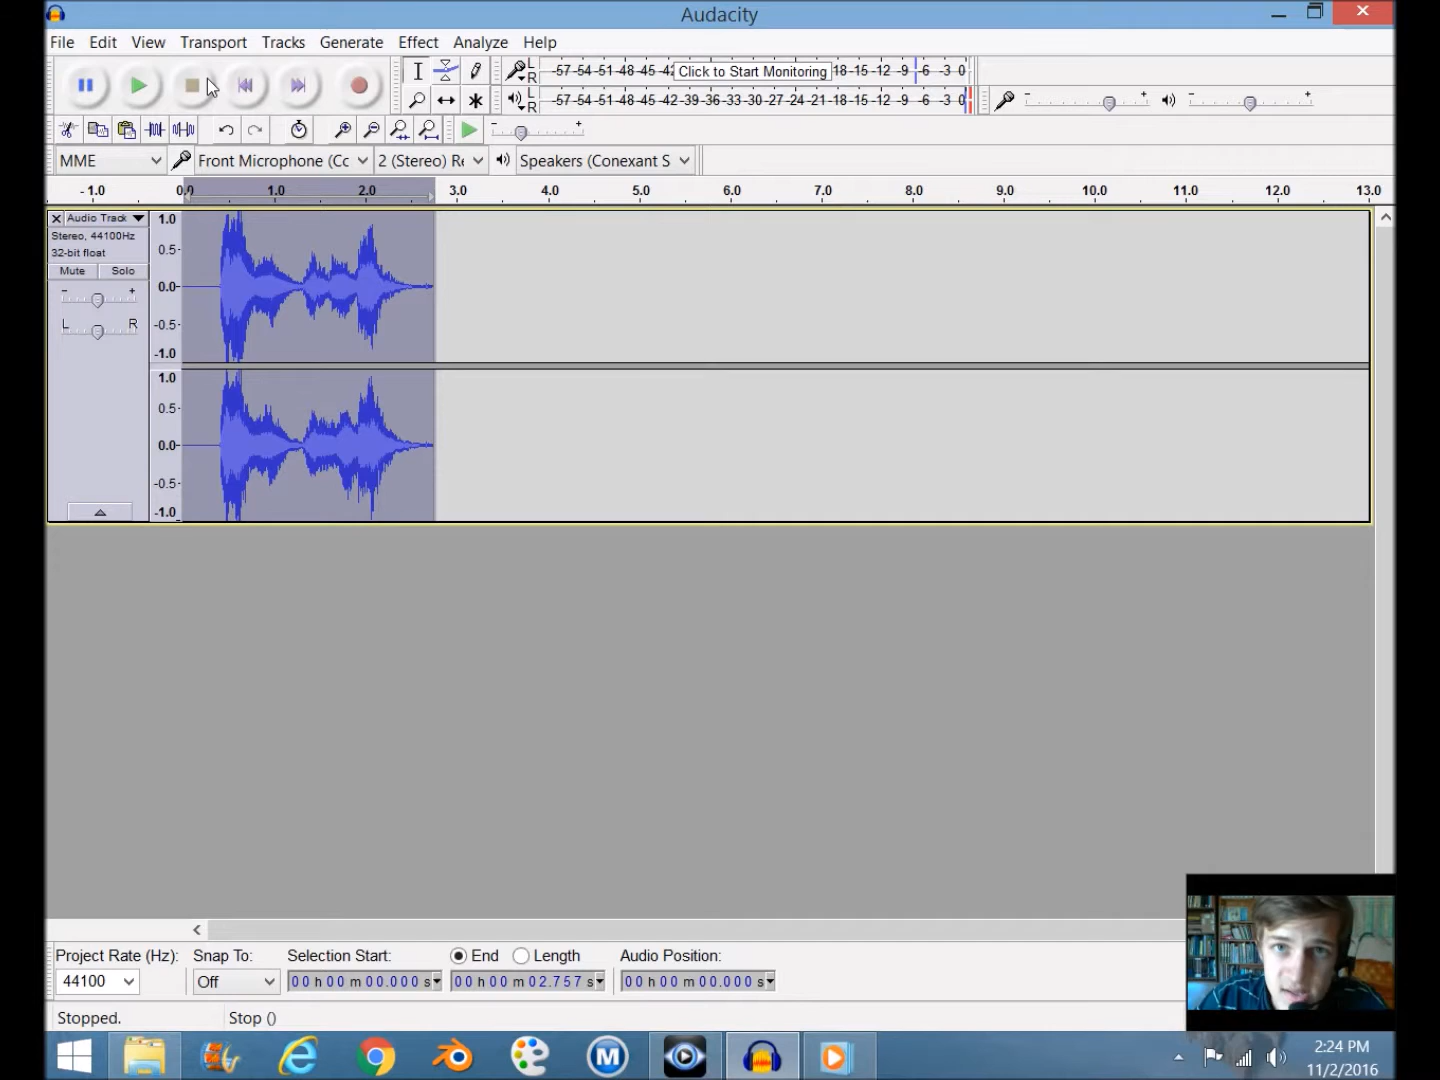 Audacity
File Edit View Transport Tracks Generate Effect Analyze Help
L R -57 -54 -51 -48 -45 -42 Click to Start Monitoring 18 -15 -12 -9 -6 -3 0
L R -57 -54 -51 -48 -45 -42 -39 -36 -33 -30 -27 -24 -21 -18 -15 -12 -9 -6 -3 0
MME Front Microphone (Cc 2 (Stereo) Re Speakers (Conexant S
- 1.0 0.0 1.0 2.0 3.0 4.0 5.0 6.0 7.0 8.0 9.0 10.0 11.0 12.0 13.0
Audio Track
Stereo, 44100Hz
32-bit float
Mute Solo
L R
1.0
0.5
0.0
-0.5
-1.0
1.0
0.5
0.0
-0.5
-1.0
Project Rate (Hz): Snap To: Selection Start: End Length Audio Position:
44100 Off 00 h 00 m 00.000 s 00 h 00 m 02.757 s 00 h 00 m 00.000 s
Stopped. Stop ()
M
2:24 PM
11/2/2016